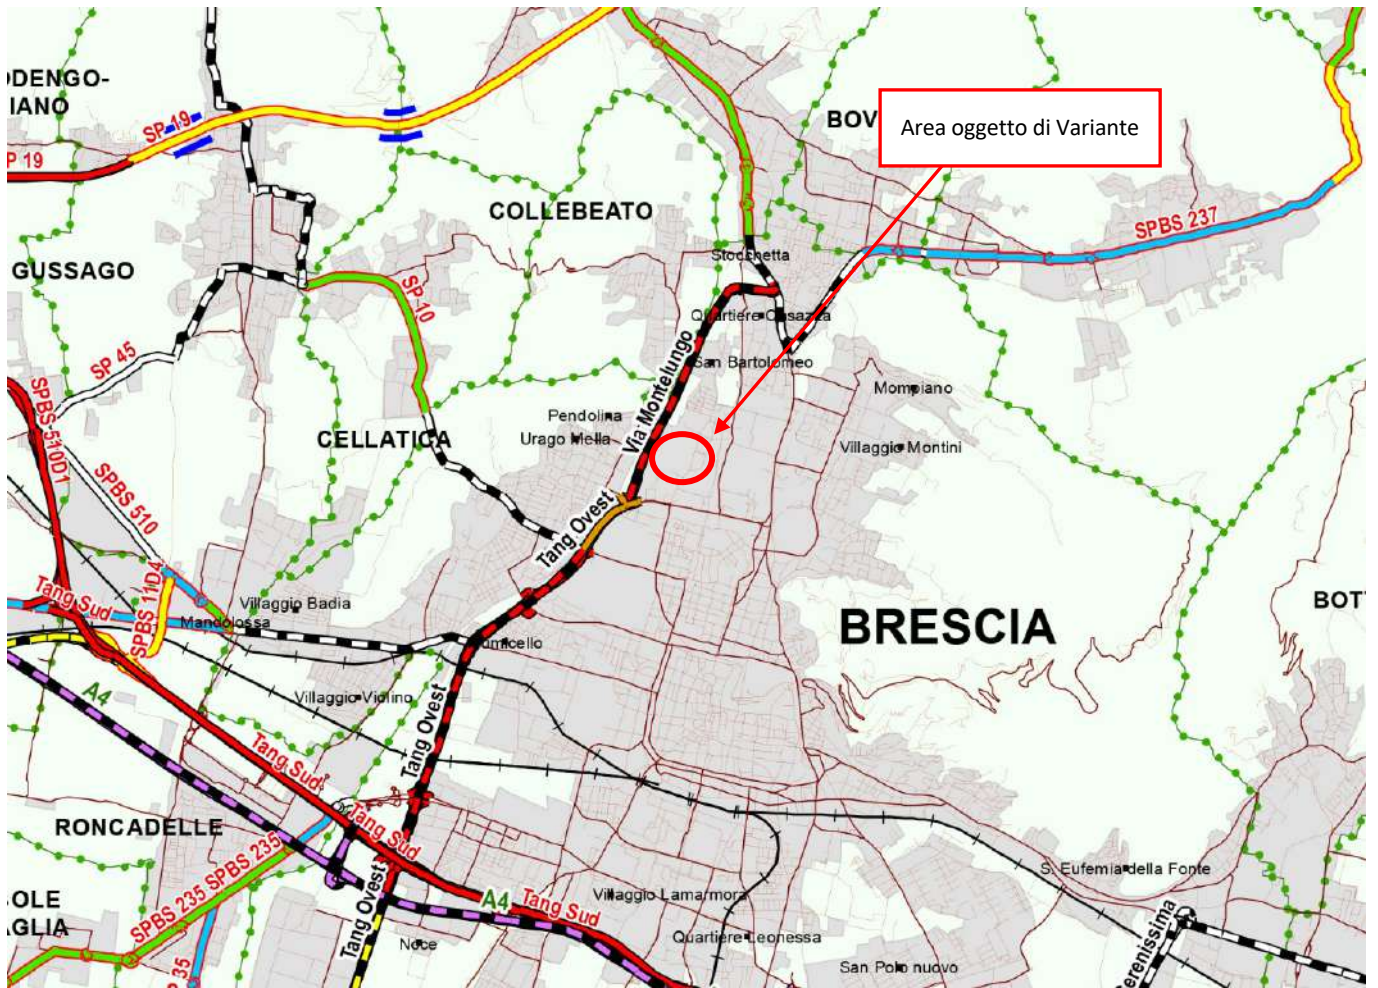 ODENGO-
IANO
SP 19
P 19
BOV
Area oggetto di Variante
COLLEBEATO
SPBS 237
GUSSAGO
Stocchetta
SP 10
Quartiere Casazza
SP 45
San Bartolomeo
Mompiano
Via Montelungo
Pendolina
Urago Mella
CELLATICA
Villaggio Montini
SPBS 510D1
SPBS 510
Tang Ovest
SPBS 11D4
Tang Sud
Villaggio Badia
Mandolossa
BRESCIA
BOT
A4
Villaggio Violino
Tang Ovest
Tang Sud
RONCADELLE
Tang Sud
SPBS 235
SPBS 235
S. Eufemia della Fonte
OLE
AGLIA
Tang Ovest
A4
Tang Sud
Villaggio Lamarmora
Noce
Quartiere Leonessa
San Polo nuovo
Serenissima
35